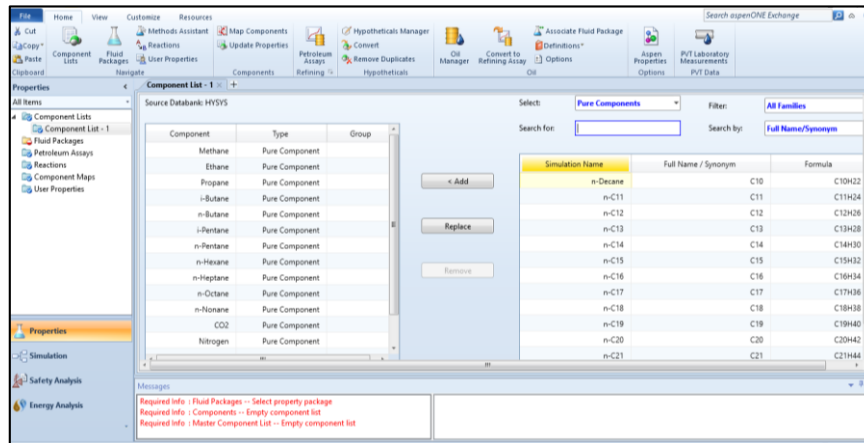 File Home View Customize Resources Search aspenONE Exchange
Cut
Copy
Paste
Clipboard
Component Lists
Fluid Packages
Methods Assistant
Reactions
User Properties
Navigate
Map Components
Update Properties
Components
Petroleum Assays
Refining
Hypotheticals Manager
Convert
Remove Duplicates
Hypotheticals
Oil Manager
Convert to Refining Assay
Associate Fluid Package
Definitions
Options
Oil
Aspen Properties
Options
PVT Laboratory Measurements
PVT Data
Properties <
All Items
Component Lists
Component List - 1
Fluid Packages
Petroleum Assays
Reactions
Component Maps
User Properties
Properties
Simulation
Safety Analysis
Energy Analysis
Component List - 1 × +
Source Databank: HYSYS
Component Type Group
Methane Pure Component
Ethane Pure Component
Propane Pure Component
i-Butane Pure Component
n-Butane Pure Component
i-Pentane Pure Component
n-Pentane Pure Component
n-Hexane Pure Component
n-Heptane Pure Component
n-Octane Pure Component
n-Nonane Pure Component
CO2 Pure Component
Nitrogen Pure Component
< Add
Replace
Remove
Select: Pure Components Filter: All Families
Search for: Search by: Full Name/Synonym
Simulation Name Full Name / Synonym Formula
n-Decane C10 C10H22
n-C11 C11 C11H24
n-C12 C12 C12H26
n-C13 C13 C13H28
n-C14 C14 C14H30
n-C15 C15 C15H32
n-C16 C16 C16H34
n-C17 C17 C17H36
n-C18 C18 C18H38
n-C19 C19 C19H40
n-C20 C20 C20H42
n-C21 C21 C21H44
Messages
Required Info : Fluid Packages -- Select property package
Required Info : Components -- Empty component list
Required Info : Master Component List -- Empty component list